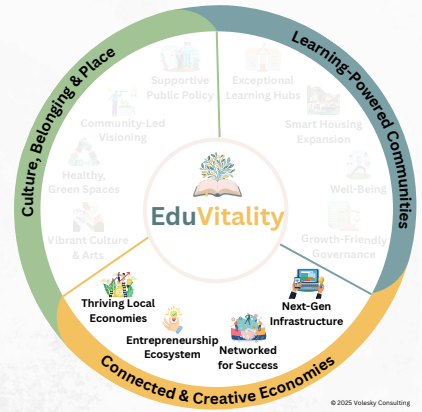 Culture, Belonging & Place
Learning-Powered Communities
Supportive
Public Policy
Exceptional
Learning Hubs
Community-Led
Visioning
Smart Housing
Expansion
Healthy,
Green Spaces
Well-Being
Vibrant Culture
& Arts
Growth-Friendly
Governance
EduVitality
Thriving Local
Economies
Next-Gen
Infrastructure
Entrepreneurship
Ecosystem
Networked
for Success
Connected & Creative Economies
© 2025 Volesky Consulting